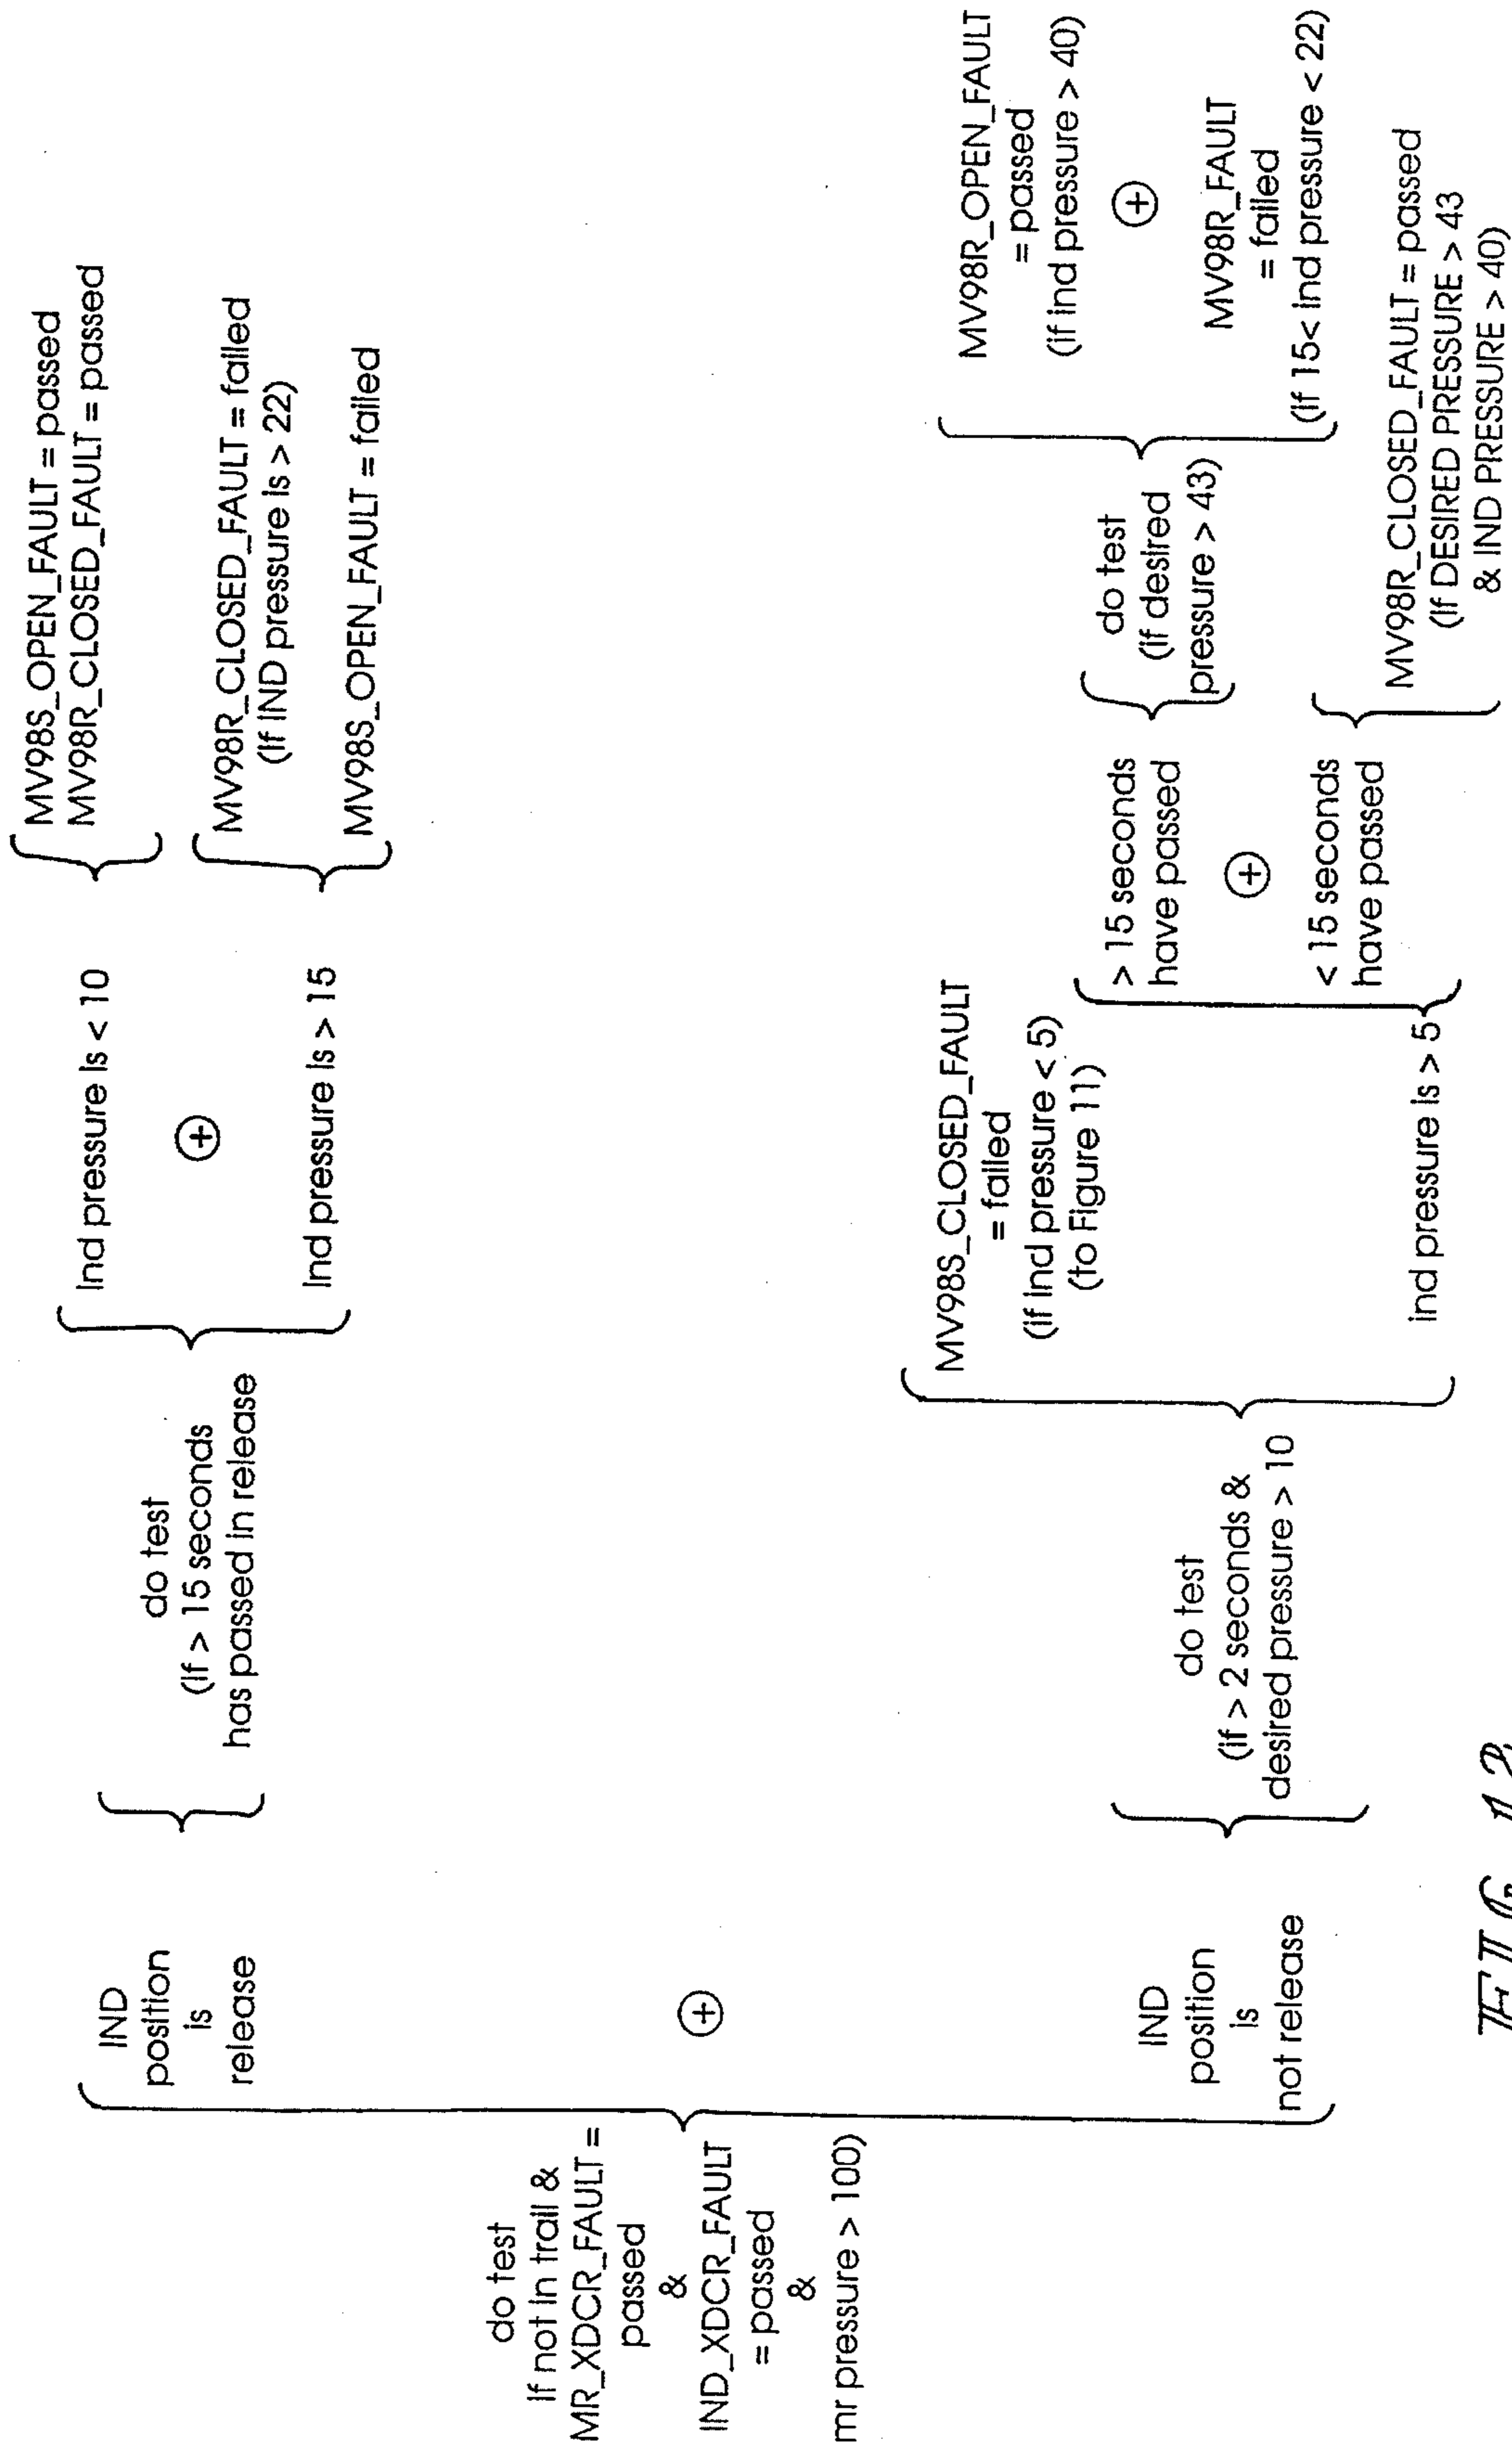 do test
If not in trail &
MR_XDCR_FAULT =
passed
&
IND_XDCR_FAULT
= passed
&
mr pressure > 100)
IND
position
is
release
do test
(if > 15 seconds
has passed in release
Ind pressure is < 10
MV98S_OPEN_FAULT = passed
MV98R_CLOSED_FAULT = passed
+
Ind pressure is > 15
MV98R_CLOSED_FAULT = failed
(if IND pressure is > 22)
MV98S_OPEN_FAULT = failed
+
IND
position
is
not release
do test
(if > 2 seconds &
desired pressure > 10
MV98S_CLOSED_FAULT
= failed
(if ind pressure < 5)
(to Figure 11)
ind pressure is > 5
> 15 seconds
have passed
+
< 15 seconds
have passed
do test
(if desired
pressure > 43)
MV98R_OPEN_FAULT
= passed
(if ind pressure > 40)
+
MV98R_FAULT
= failed
(if 15< ind pressure < 22)
MV98R_CLOSED_FAULT = passed
(if DESIRED PRESSURE > 43
& IND PRESSURE > 40)
FIG. 12